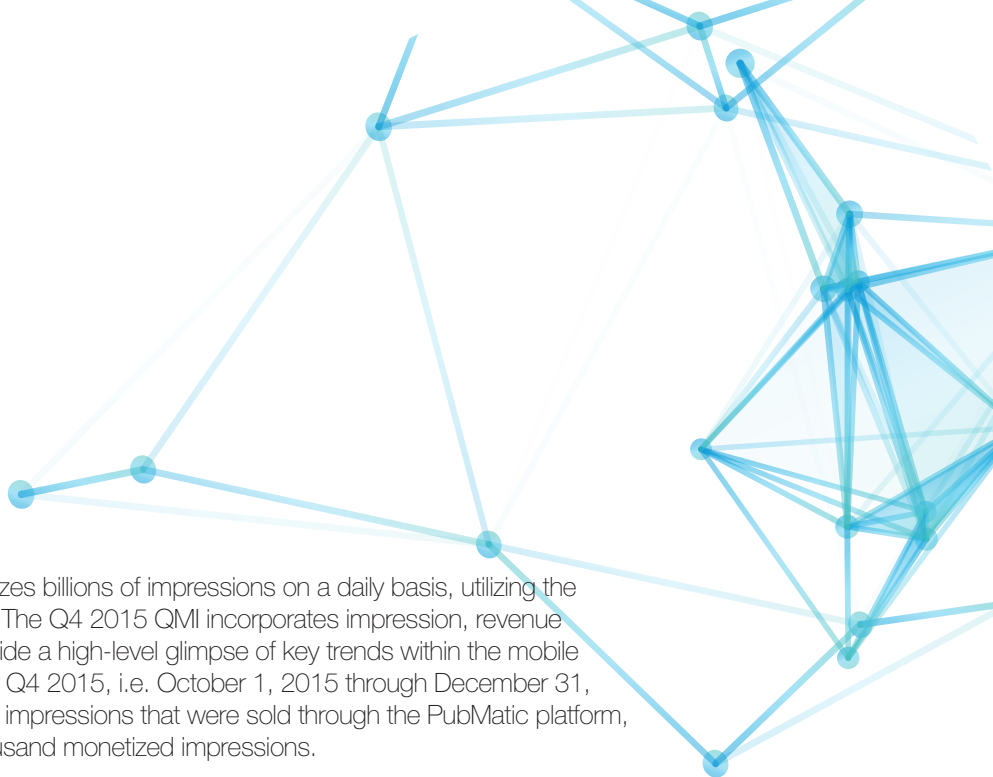 zes billions of impressions on a daily basis, utilizing the
The Q4 2015 QMI incorporates impression, revenue
ide a high-level glimpse of key trends within the mobile
Q4 2015, i.e. October 1, 2015 through December 31,
impressions that were sold through the PubMatic platform,
usand monetized impressions.